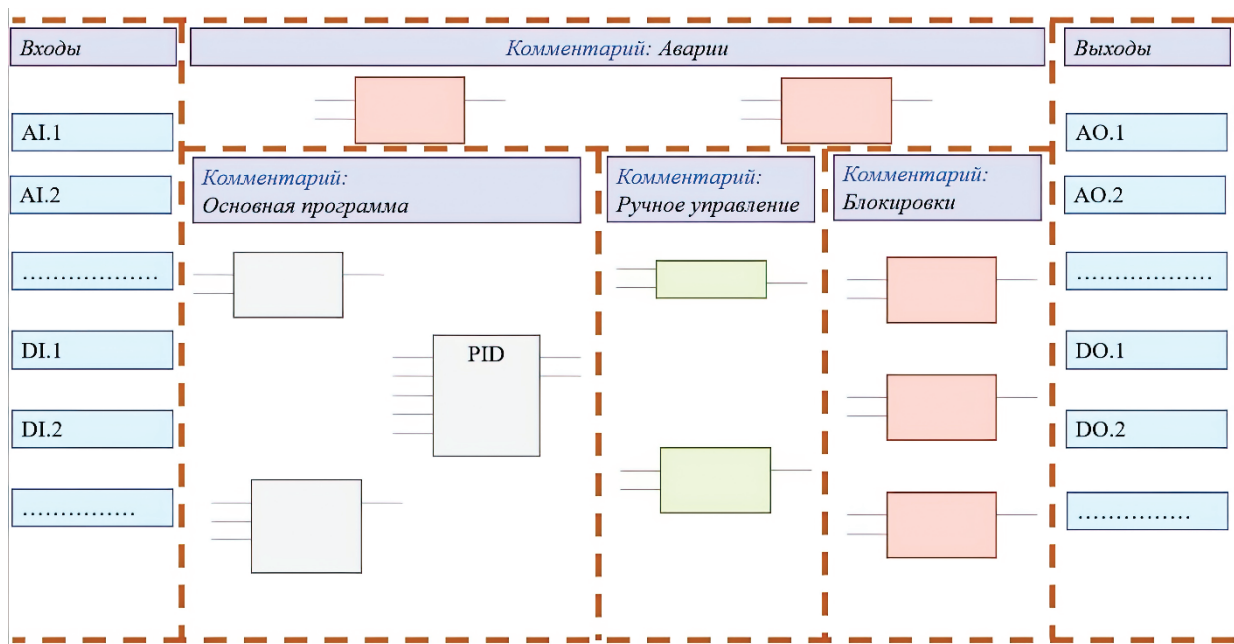 Входы
Комментарий: Аварии
Выходы
AI.1
AI.2
..................
DI.1
DI.2
...............
Комментарий:
Основная программа
PID
Комментарий:
Ручное управление
Комментарий:
Блокировки
AO.1
AO.2
..................
DO.1
DO.2
...............